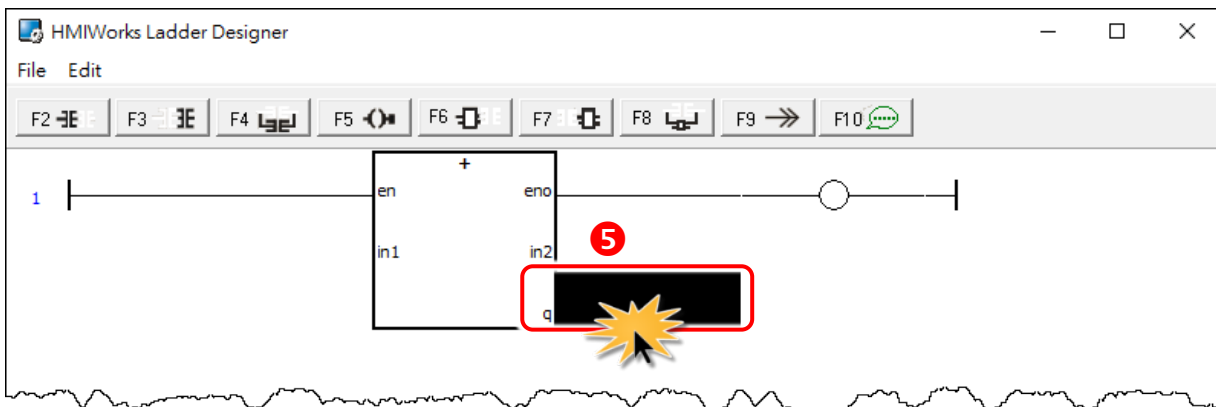 HMIWorks Ladder Designer
File Edit
F2 F3 F4 F5 F6 F7 F8 F9 F10
+
1 en eno
5
in1 in2
q